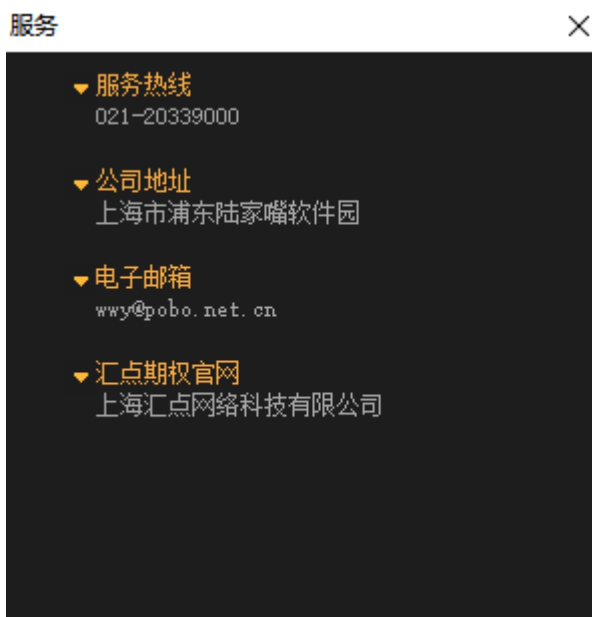 服务
服务热线
021-20339000
公司地址
上海市浦东陆家嘴软件园
电子邮箱
wwy@pobo.net.cn
汇点期权官网
上海汇点网络科技有限公司